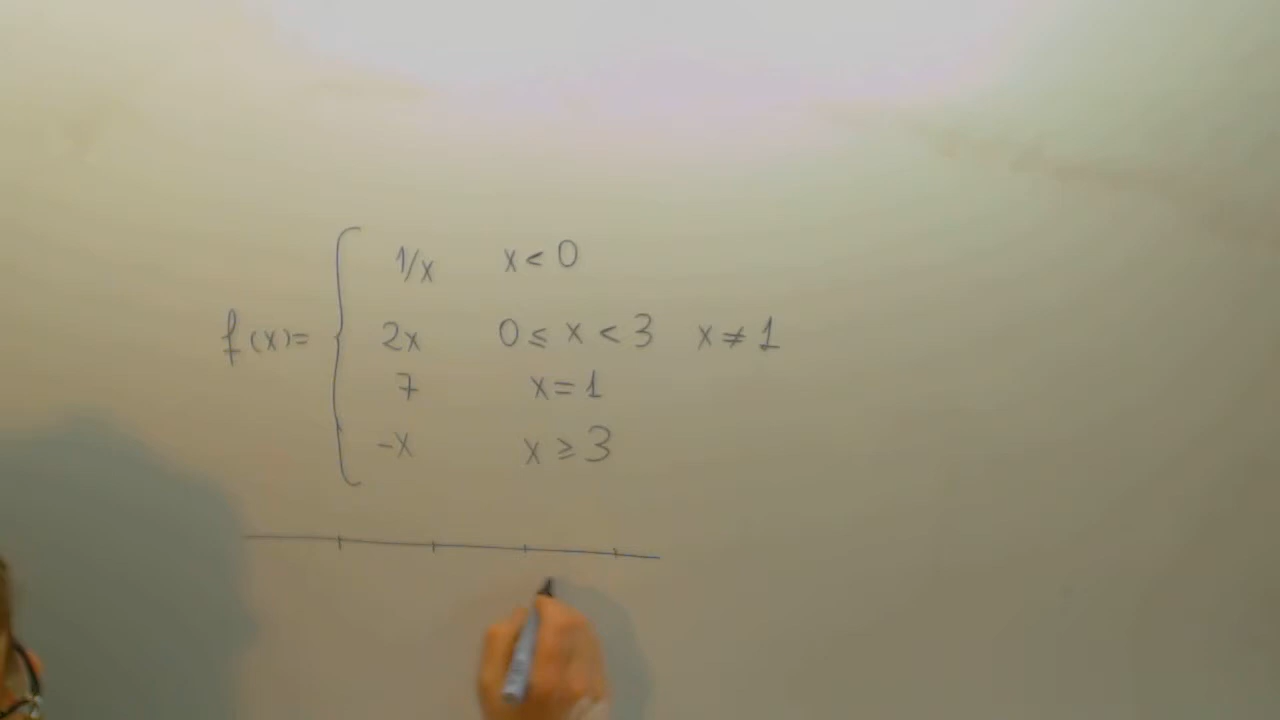 1/x x < 0
f(x)= { 2x 0 ≤ x < 3 x ≠ 1
7 x = 1
-x x ≥ 3